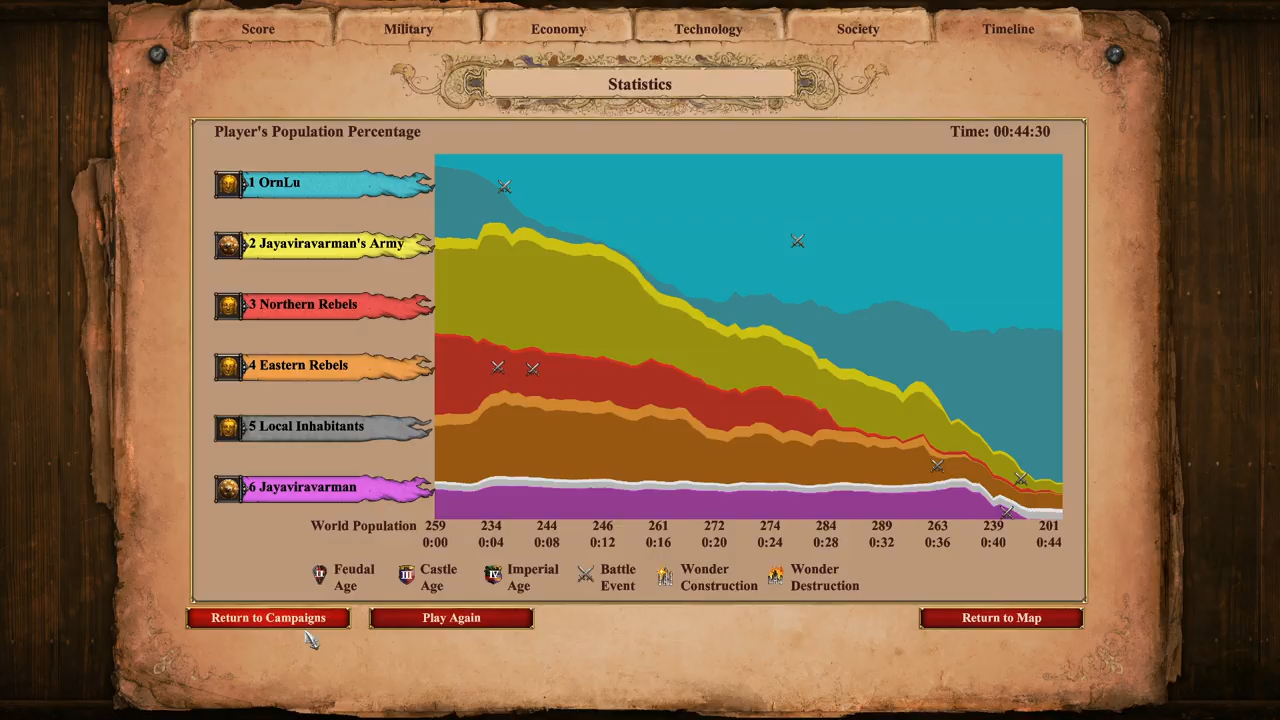 Score Military Economy Technology Society Timeline
Statistics
Player's Population Percentage Time: 00:44:30
1 OrnLu
2 Jayaviravarman's Army
3 Northern Rebels
4 Eastern Rebels
5 Local Inhabitants
6 Jayaviravarman
World Population 259 234 244 246 261 272 274 284 289 263 239 201
0:00 0:04 0:08 0:12 0:16 0:20 0:24 0:28 0:32 0:36 0:40 0:44
II Feudal Age
III Castle Age
IV Imperial Age
Battle Event
Wonder Construction
Wonder Destruction
Return to Campaigns Play Again Return to Map